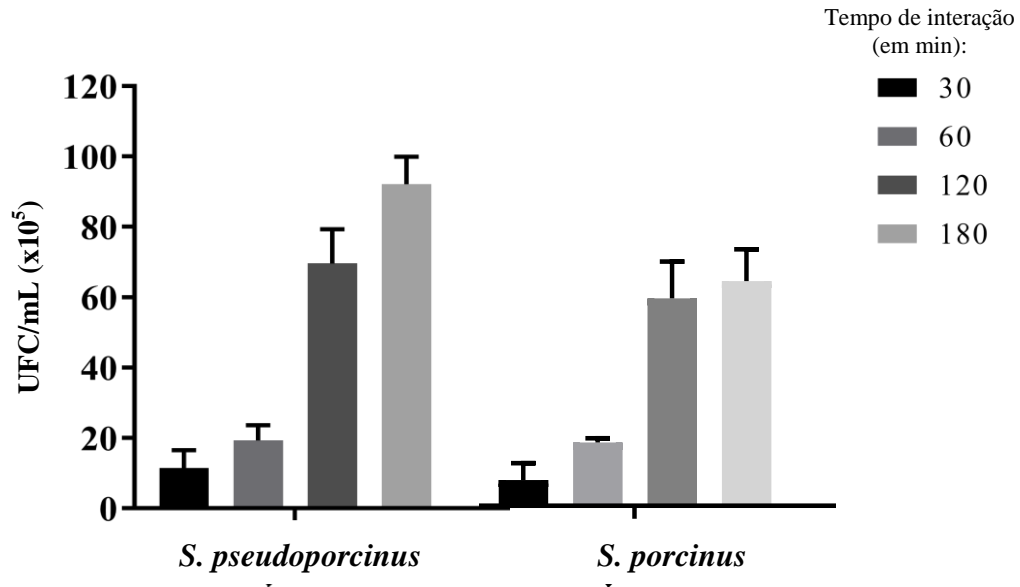 Tempo de interação
(em min):
30
60
120
180
UFC/mL (x10⁵)
120
100
80
60
40
20
0
S. pseudoporcinus
S. porcinus